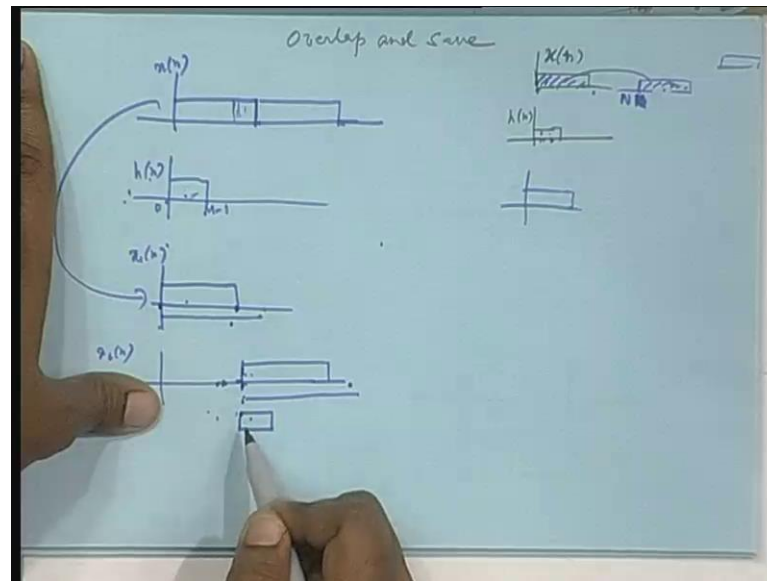 Overlap and Save
x(n)
h(n)
0 M-1
x₁(n)
x₂(n)
x(n)
N
h(n)